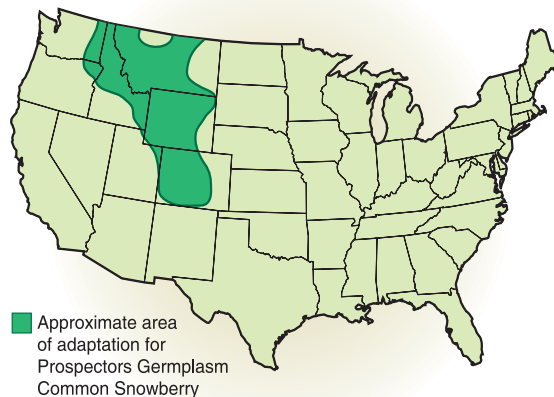 Approximate area
of adaptation for
Prospectors Germplasm
Common Snowberry